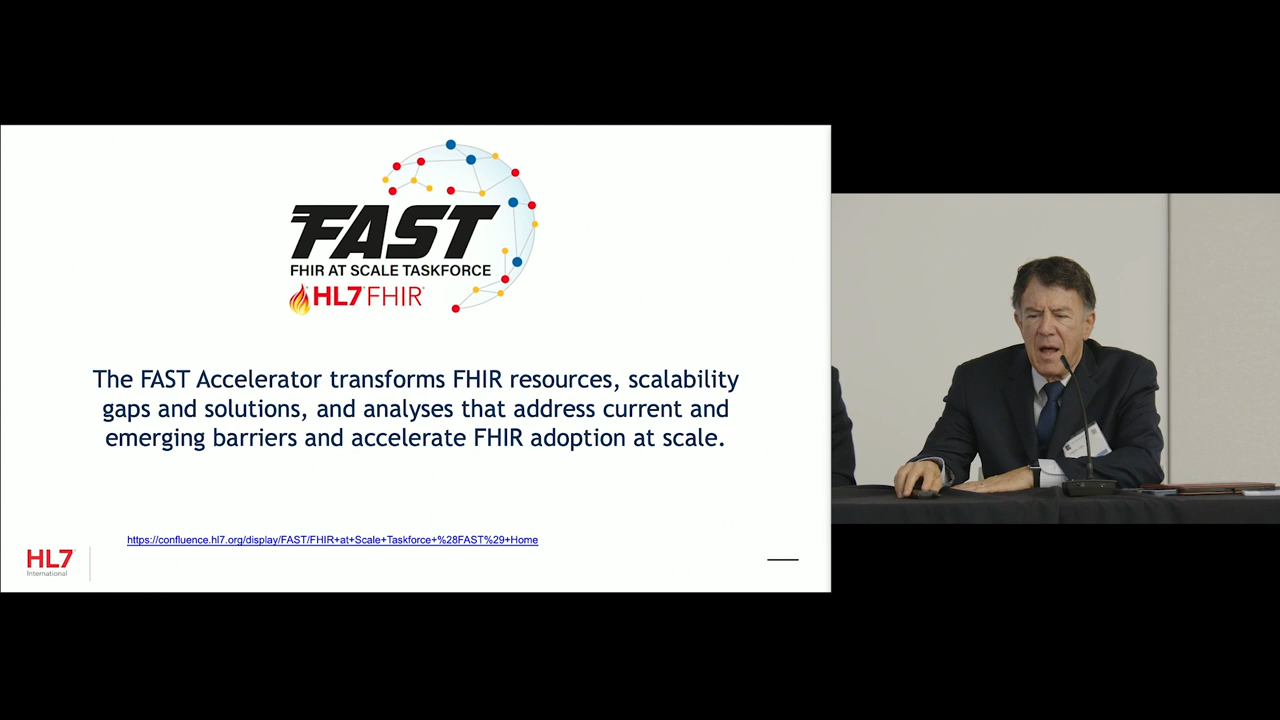 FAST
FHIR AT SCALE TASKFORCE
HL7® FHIR®
The FAST Accelerator transforms FHIR resources, scalability
gaps and solutions, and analyses that address current and
emerging barriers and accelerate FHIR adoption at scale.
https://confluence.hl7.org/display/FAST/FHIR+at+Scale+Taskforce+%28FAST%29+Home
HL7
International